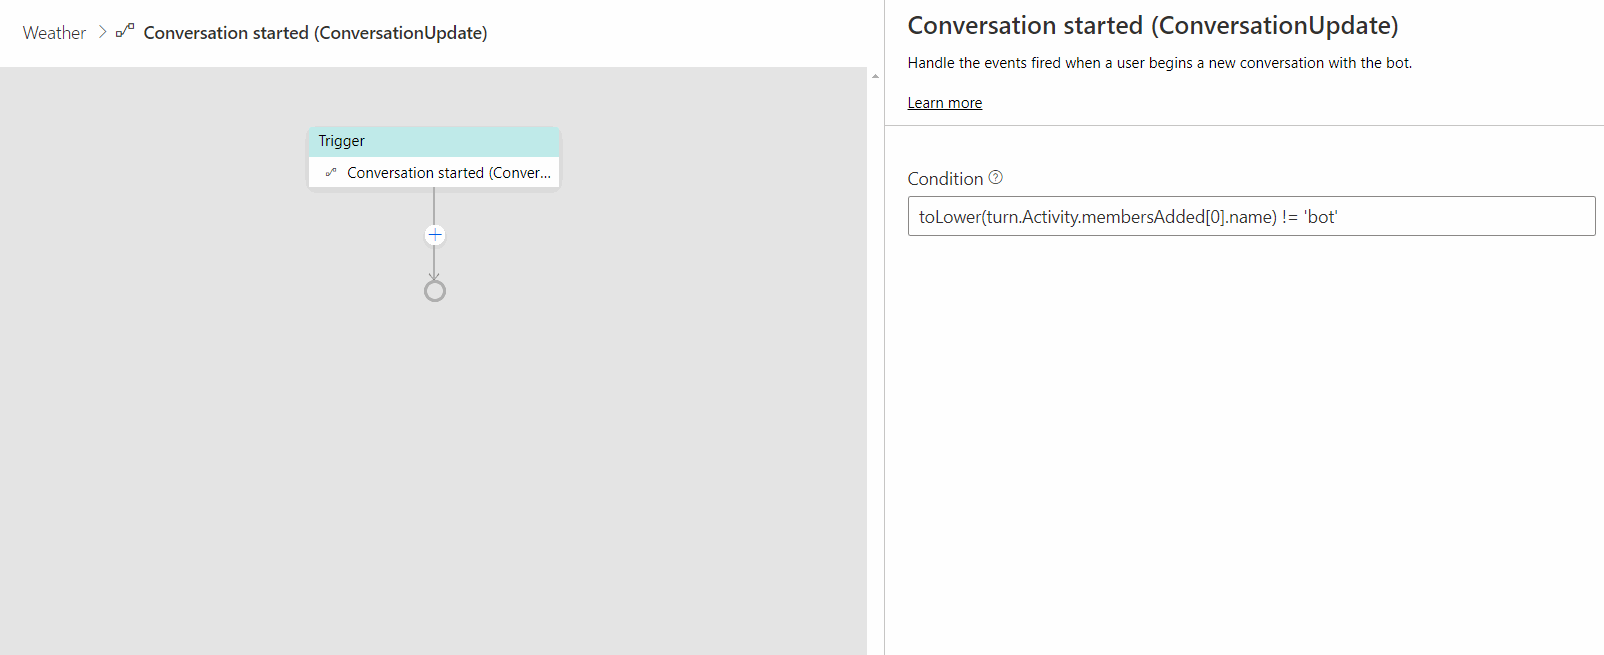 Weather > Conversation started (ConversationUpdate)
Trigger
Conversation started (Conver...
Conversation started (ConversationUpdate)
Handle the events fired when a user begins a new conversation with the bot.
Learn more
Condition
toLower(turn.Activity.membersAdded[0].name) != 'bot'